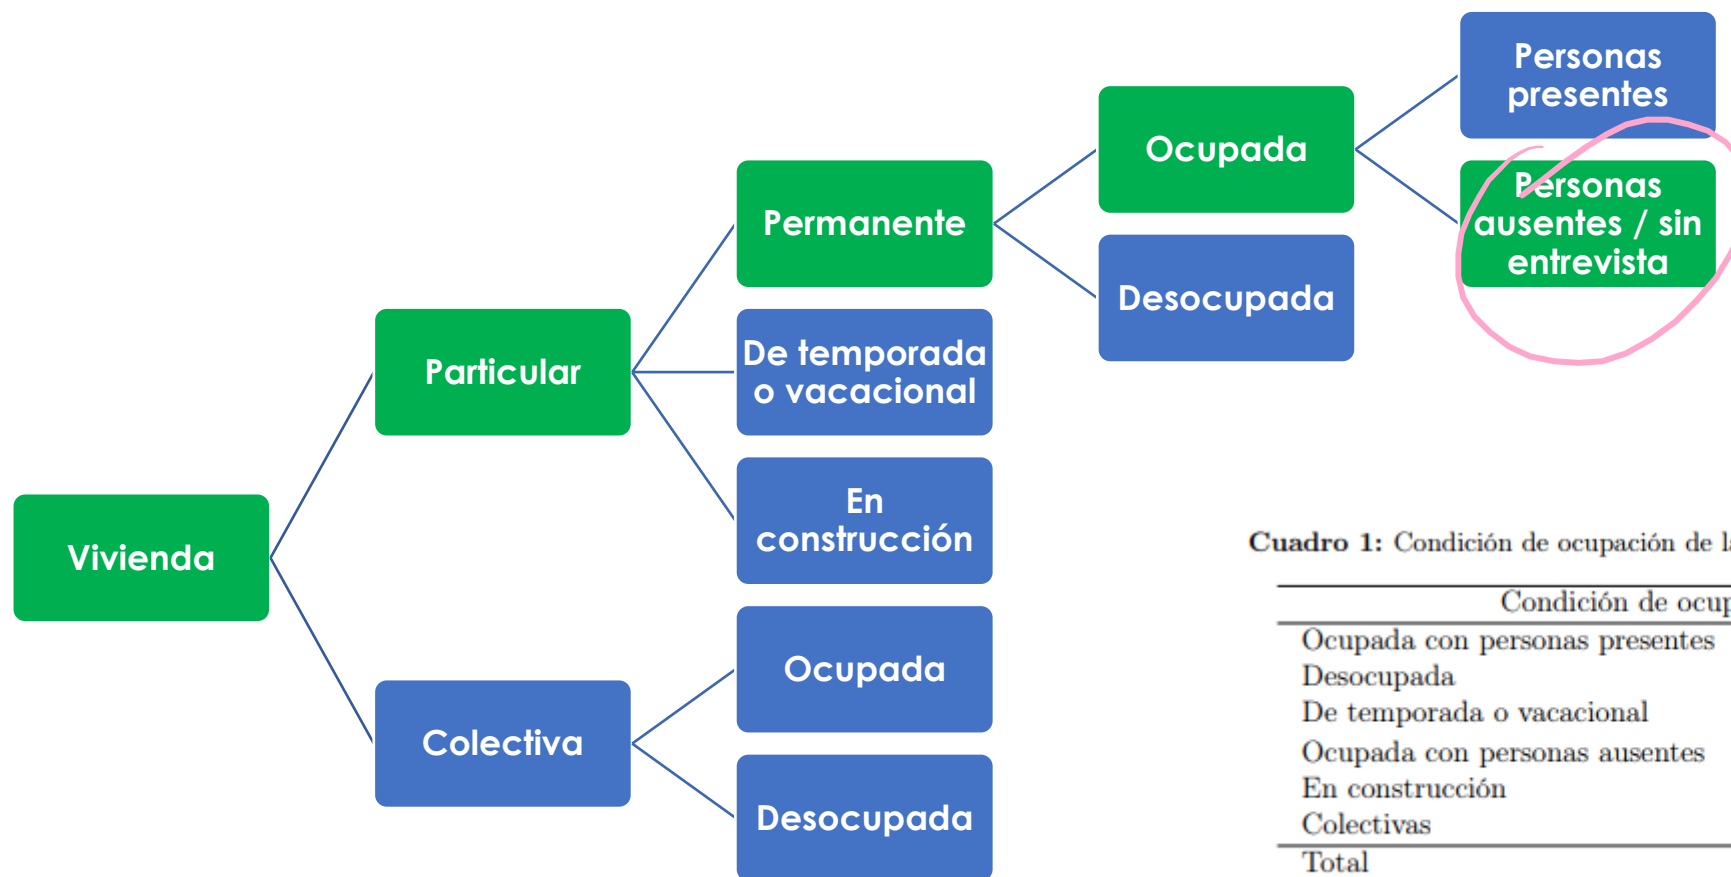 Vivienda
Particular
Colectiva
Permanente
De temporada
o vacacional
En
construcción
Ocupada
Desocupada
Ocupada
Desocupada
Personas
presentes
Personas
ausentes / sin
entrevista
Cuadro 1: Condición de ocupación de
Condición de
Ocupada con personas presentes
Desocupada
De temporada o vacacional
Ocupada con personas ausentes
En construcción
Colectivas
Total